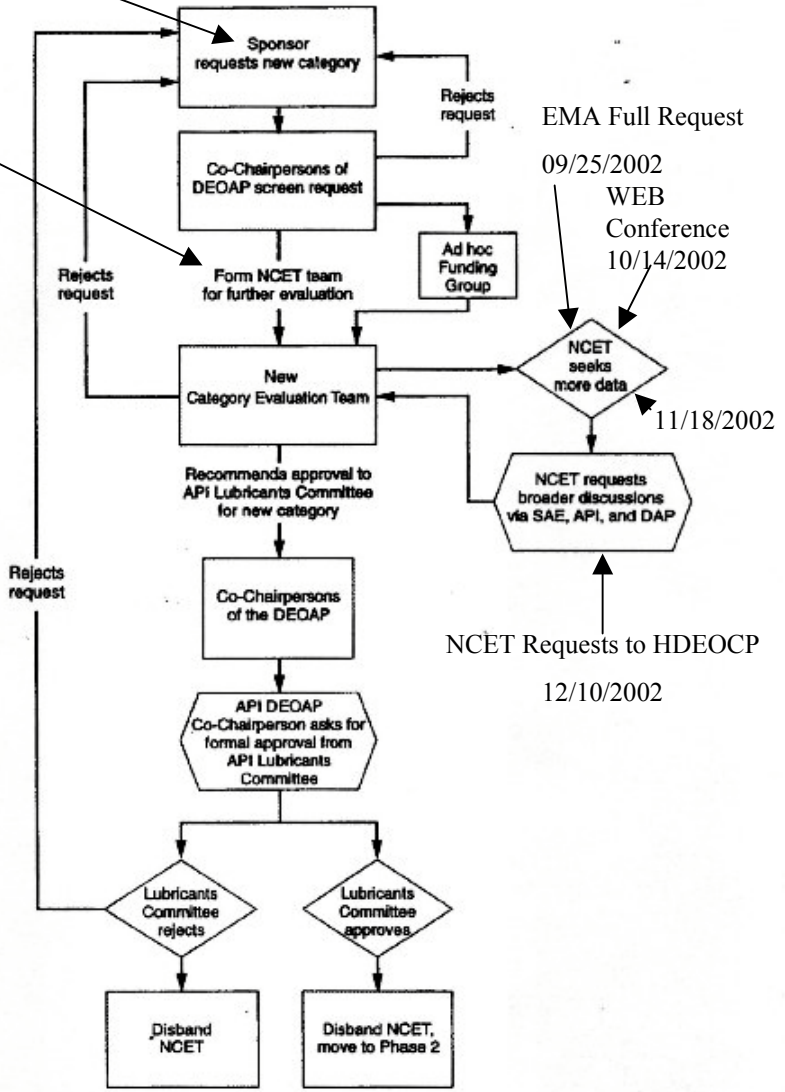 Sponsor
requests new category
Rejects
request
EMA Full Request
09/25/2002
WEB
Conference
10/14/2002
Co-Chairpersons of
DEOAP screen request
Ad hoc
Funding
Group
Rejects
request
Form NCET team
for further evaluation
New
Category Evaluation Team
NCET
seeks
more data
11/18/2002
Recommends approval to
API Lubricants Committee
for new category
NCET requests
broader discussions
via SAE, API, and DAP
Rejects
request
Co-Chairpersons
of the DEOAP
NCET Requests to HDEOCP
12/10/2002
API DEOAP
Co-Chairperson asks for
formal approval from
API Lubricants
Committee
Lubricants
Committee
rejects
Lubricants
Committee
approves
Disband
NCET
Disband NCET,
move to Phase 2